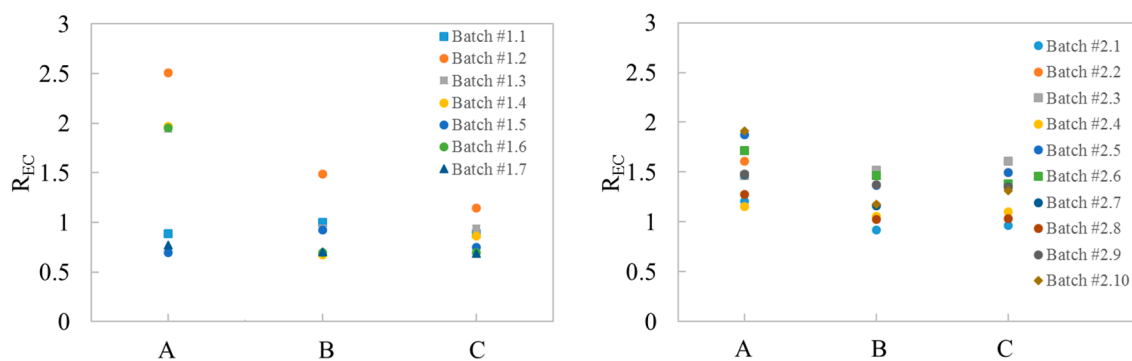 3
2.5
2
1.5
1
0.5
0
R_EC
A
B
C
Batch #1.1
Batch #1.2
Batch #1.3
Batch #1.4
Batch #1.5
Batch #1.6
Batch #1.7
3
2.5
2
1.5
1
0.5
0
R_EC
A
B
C
Batch #2.1
Batch #2.2
Batch #2.3
Batch #2.4
Batch #2.5
Batch #2.6
Batch #2.7
Batch #2.8
Batch #2.9
Batch #2.10